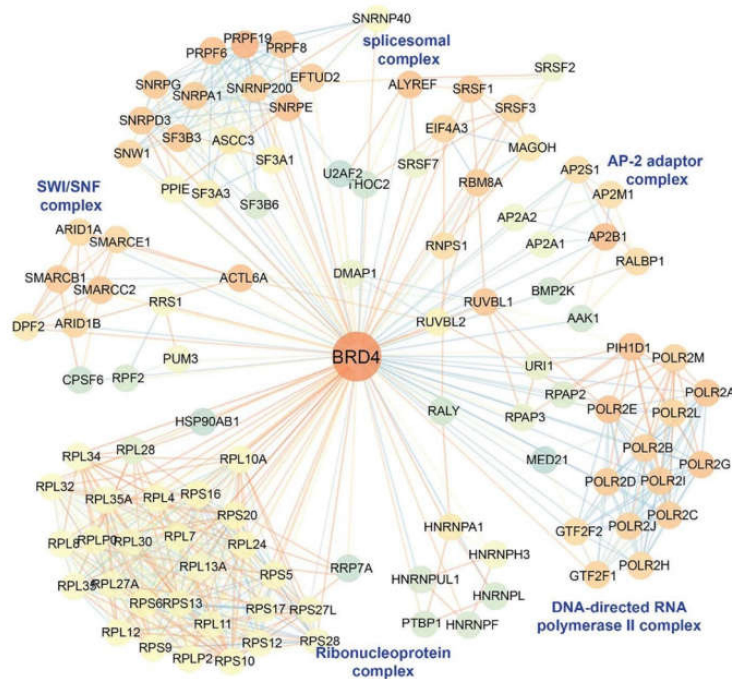 SNRNP40
PRPF19
PRPF6
PRPF8
splicesomal
complex
SNRPG
SNRPA1
SNRNP200
EFTUD2
ALYREF
SRSF2
SNRPE
SRSF1
SNRPD3
SRSF3
SF3B3
ASCC3
EIF4A3
SNW1
SF3A1
MAGOH
U2AF2
THOC2
SRSF7
AP-2 adaptor
complex
PPIE
SF3A3
SF3B6
RBM8A
AP2S1
AP2M1
SWI/SNF
complex
ARID1A
SMARCE1
AP2A2
AP2B1
RNPS1
AP2A1
RALBP1
SMARCB1
SMARCC2
ACTL6A
DMAP1
BMP2K
RRS1
RUVBL1
AAK1
DPF2
ARID1B
RUVBL2
PUM3
BRD4
PIH1D1
POLR2M
CPSF6
RPF2
URI1
RPAP2
POLR2A
POLR2E
POLR2L
HSP90AB1
RALY
RPAP3
RPL34
RPL28
RPL10A
POLR2B
POLR2G
MED21
RPL32
RPL35A
RPL4
RPS16
POLR2D
POLR2I
RPS20
POLR2C
RPL8
RPLP0
RPL30
RPL7
RPL24
HNRNPA1
GTF2F2
POLR2J
HNRNPH3
RPL13A
RPS5
RRP7A
HNRNPUL1
POLR2H
RPL35
RPL27A
GTF2F1
HNRNPL
RPS6
RPS13
RPS17
RPS27L
PTBP1
HNRNPF
DNA-directed RNA
polymerase II complex
RPL12
RPL11
RPS12
RPS28
RPS9
RPLP2
RPS10
Ribonucleoprotein
complex